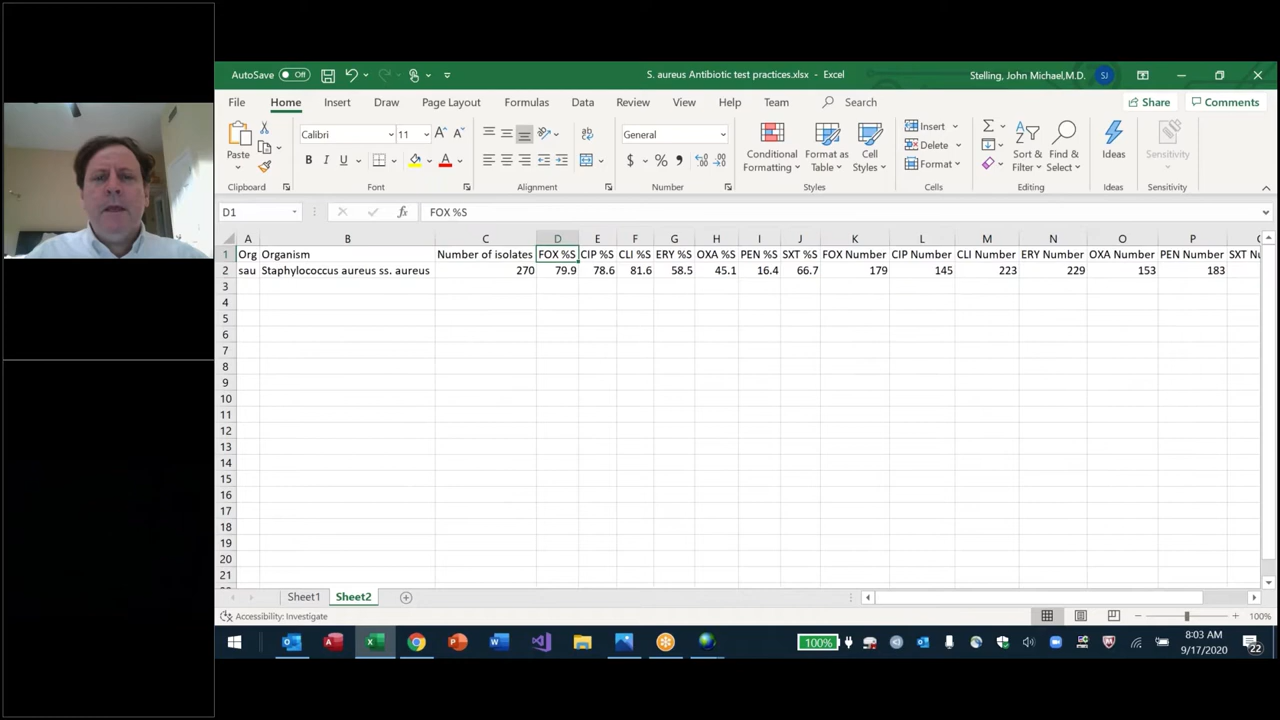 AutoSave Off
S. aureus Antibiotic test practices.xlsx - Excel
Stelling, John Michael,M.D. SJ
File Home Insert Draw Page Layout Formulas Data Review View Help Team Search Share Comments
Paste
Calibri 11
General
Conditional Formatting
Format as Table
Cell Styles
Insert
Delete
Format
Sort & Filter
Find & Select
Ideas
Sensitivity
Clipboard Font Alignment Number Styles Cells Editing Ideas Sensitivity
D1 fx FOX %S
A B C D E F G H I J K L M N O P
1 Org Organism Number of isolates FOX %S CIP %S CLI %S ERY %S OXA %S PEN %S SXT %S FOX Number CIP Number CLI Number ERY Number OXA Number PEN Number SXT Nu
2 sau Staphylococcus aureus ss. aureus 270 79.9 78.6 81.6 58.5 45.1 16.4 66.7 179 145 223 229 153 183
3
4
5
6
7
8
9
10
11
12
13
14
15
16
17
18
19
20
21
Sheet1 Sheet2
Accessibility: Investigate
100%
100%
8:03 AM
9/17/2020
22